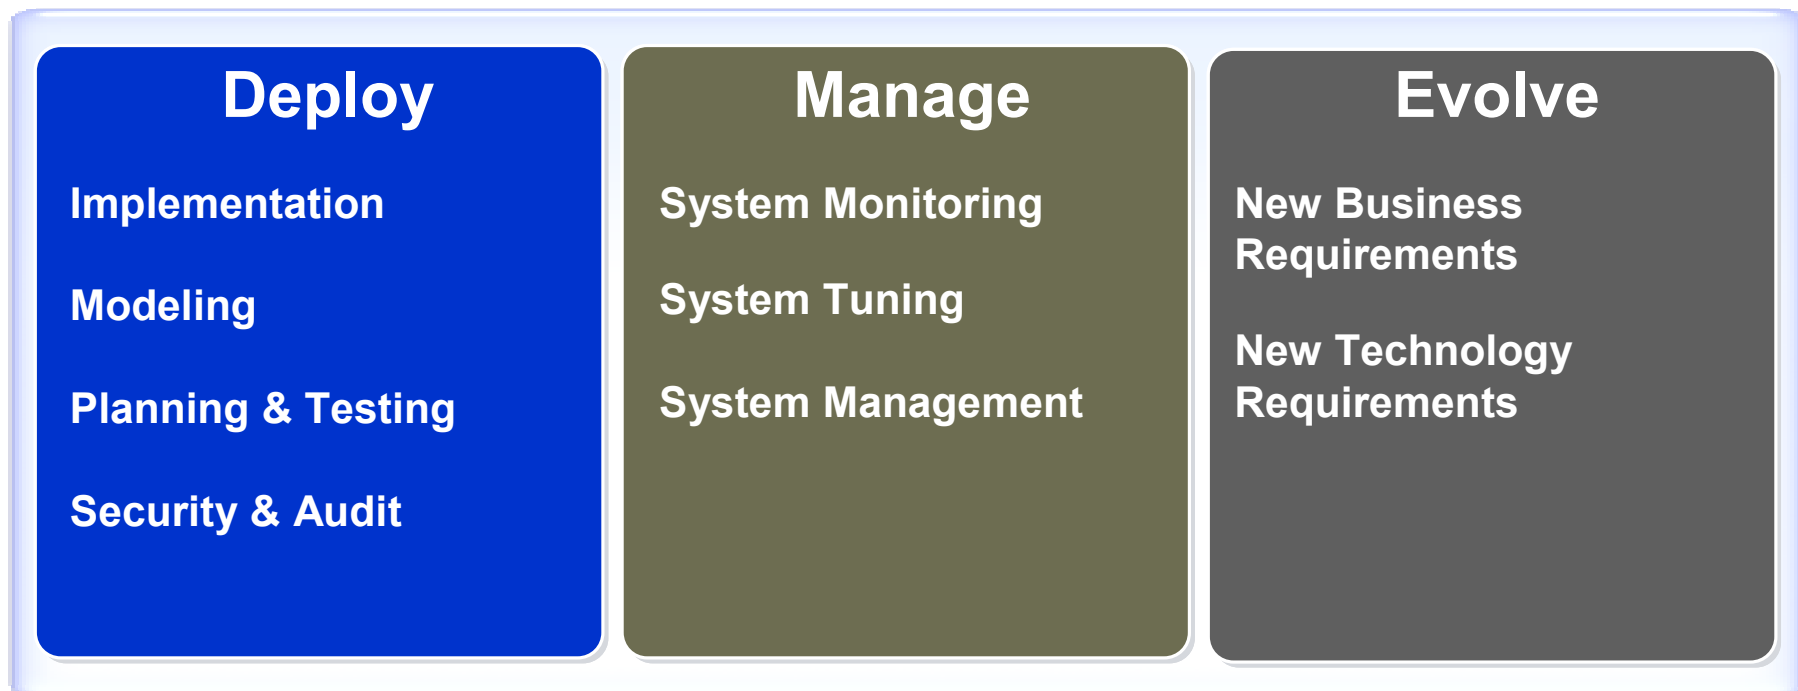 Deploy
Implementation
Modeling
Planning & Testing
Security & Audit
Manage
System Monitoring
System Tuning
System Management
Evolve
New Business
Requirements
New Technology
Requirements